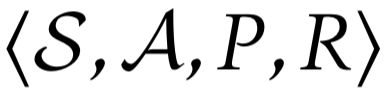 ⟨𝒮, 𝒜, P, R⟩